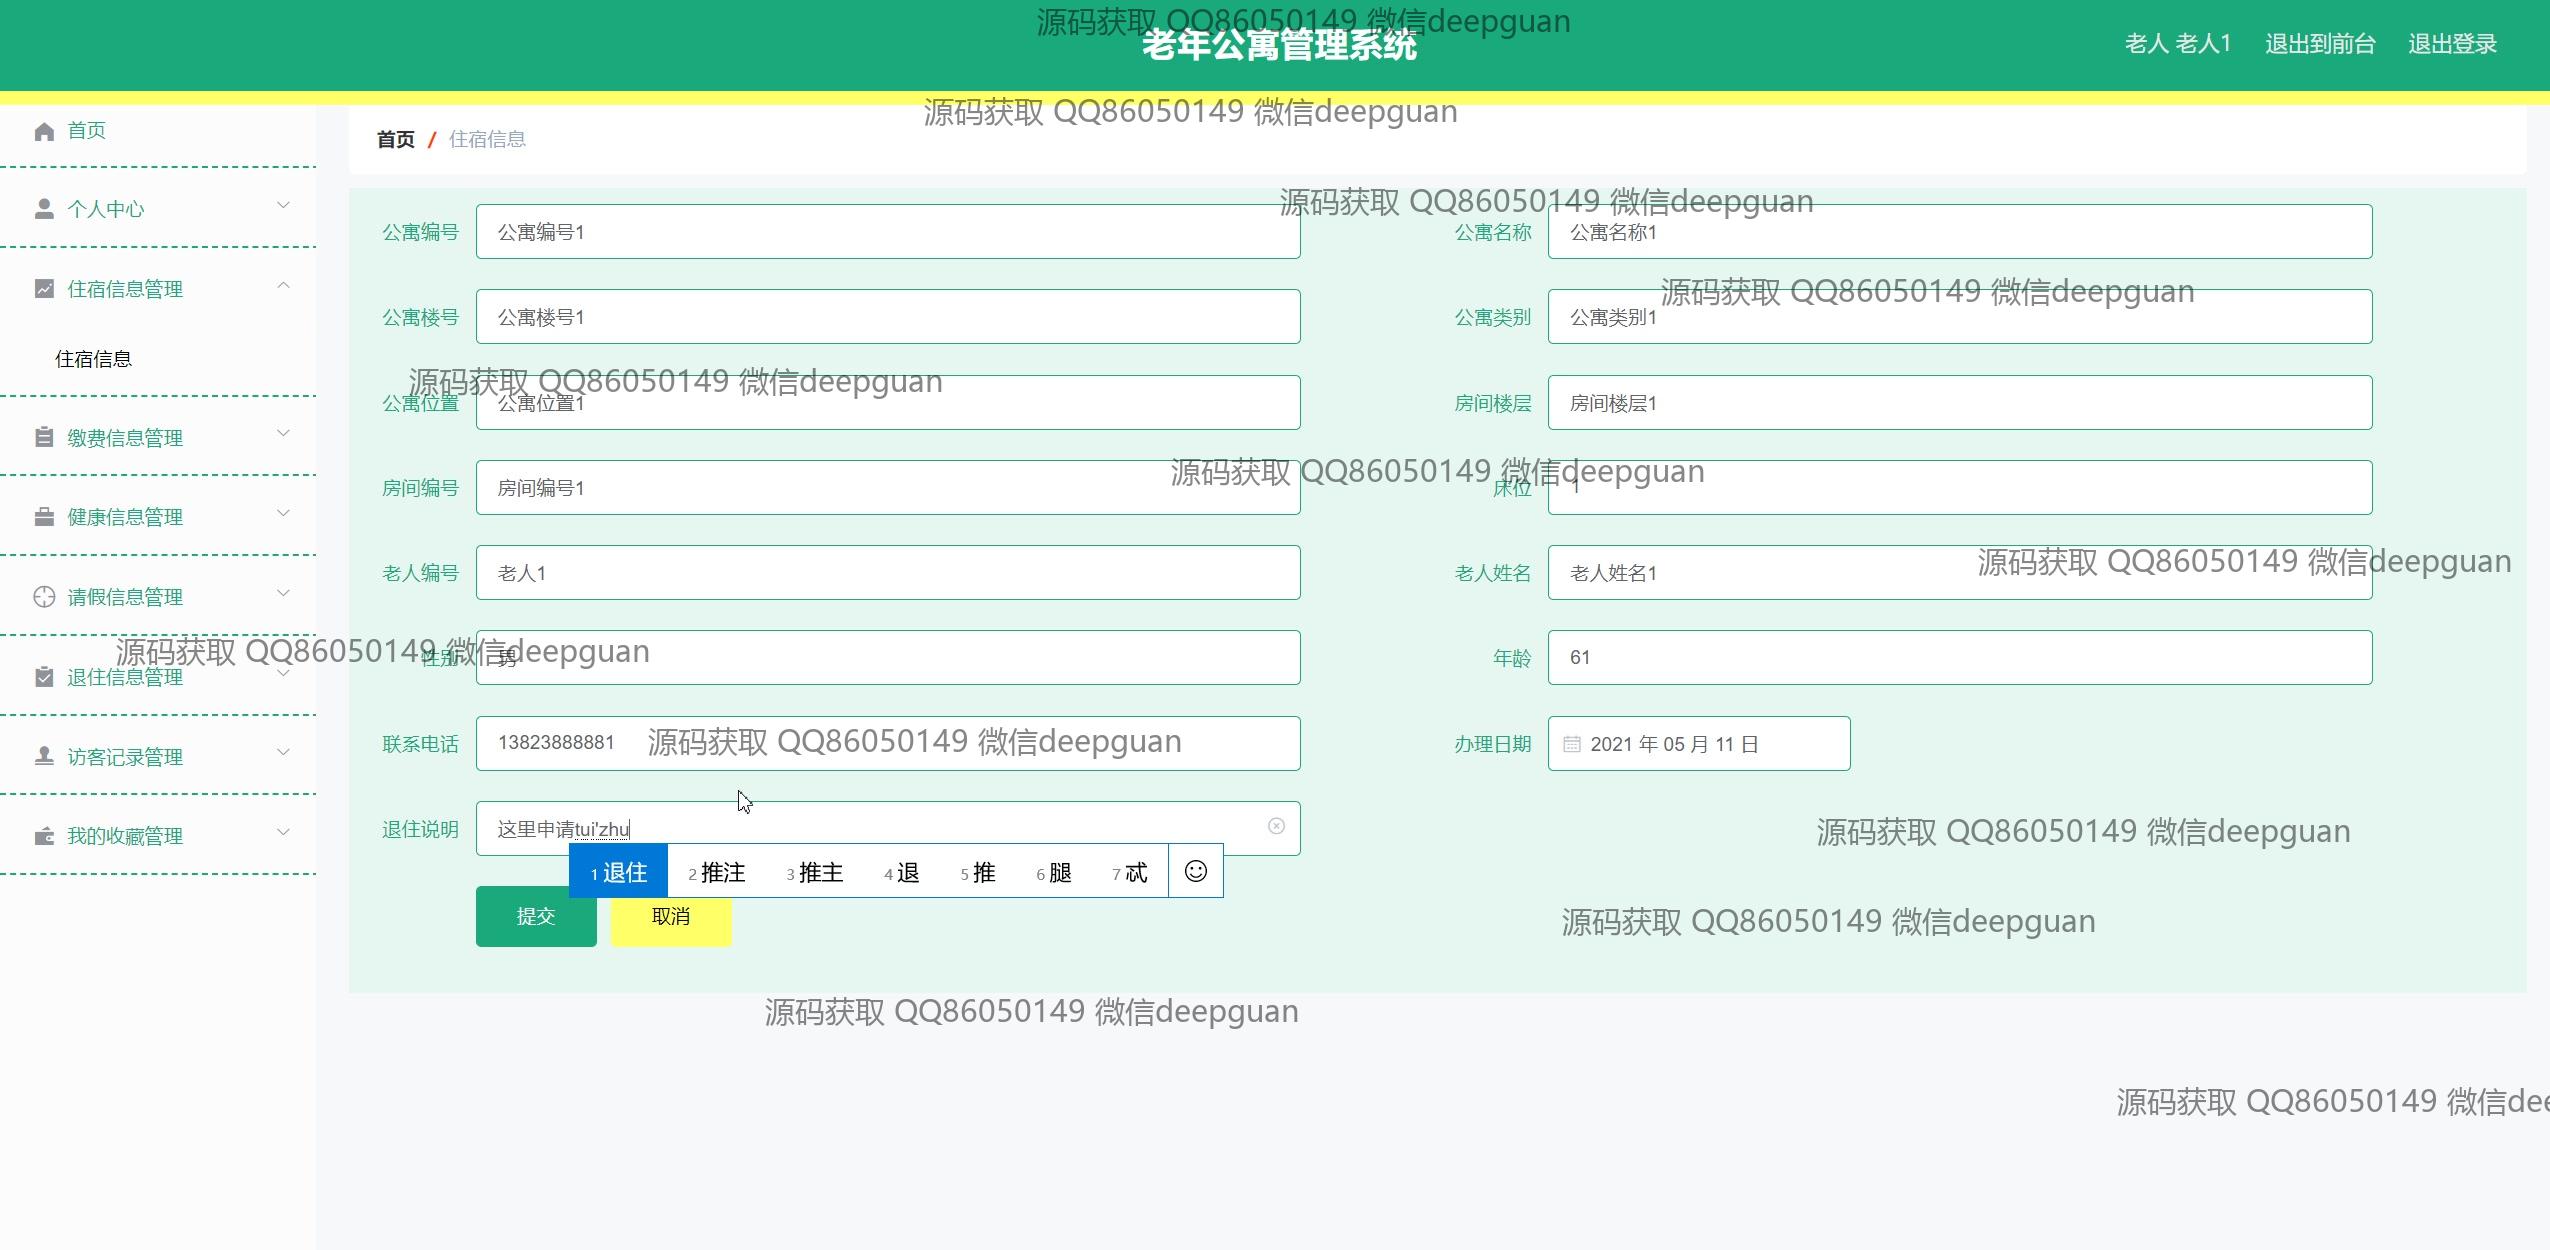 源码获取 QQ86050149 微信deepguan
老年公寓管理系统
老人 老人1 退出到前台 退出登录
源码获取 QQ86050149 微信deepguan
首页
首页 / 住宿信息
个人中心
源码获取 QQ86050149 微信deepguan
公寓编号 公寓编号1 公寓名称 公寓名称1
住宿信息管理
源码获取 QQ86050149 微信deepguan
公寓楼号 公寓楼号1 公寓类别 公寓类别1
住宿信息
源码获取 QQ86050149 微信deepguan
公寓位置 公寓位置1 房间楼层 房间楼层1
缴费信息管理
源码获取 QQ86050149 微信deepguan
房间编号 房间编号1 床位 1
健康信息管理
源码获取 QQ86050149 微信deepguan
老人编号 老人1 老人姓名 老人姓名1
请假信息管理
源码获取 QQ86050149 微信deepguan
性别 男 年龄 61
退住信息管理
源码获取 QQ86050149 微信deepguan
联系电话 13823888881 办理日期 2021 年 05 月 11 日
访客记录管理
源码获取 QQ86050149 微信deepguan
退住说明 这里申请tui'zhu
我的收藏管理
1 退住 2 推注 3 推主 4 退 5 推 6 腿 7 忒
提交 取消
源码获取 QQ86050149 微信deepguan
源码获取 QQ86050149 微信deepguan
源码获取 QQ86050149 微信dee